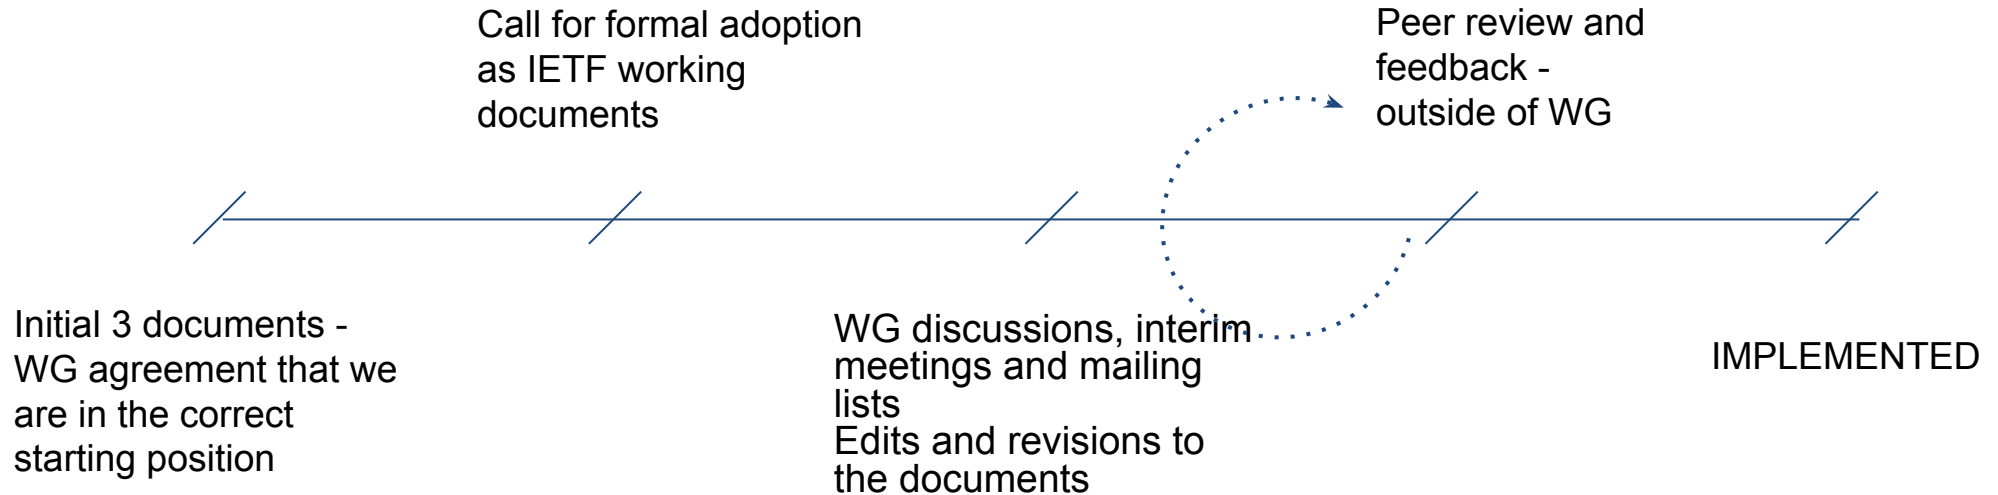 Call for formal adoption
as IETF working
documents
Peer review and
feedback -
outside of WG
Initial 3 documents -
WG agreement that we
are in the correct
starting position
WG discussions, interim
meetings and mailing
lists
Edits and revisions to
the documents
IMPLEMENTED